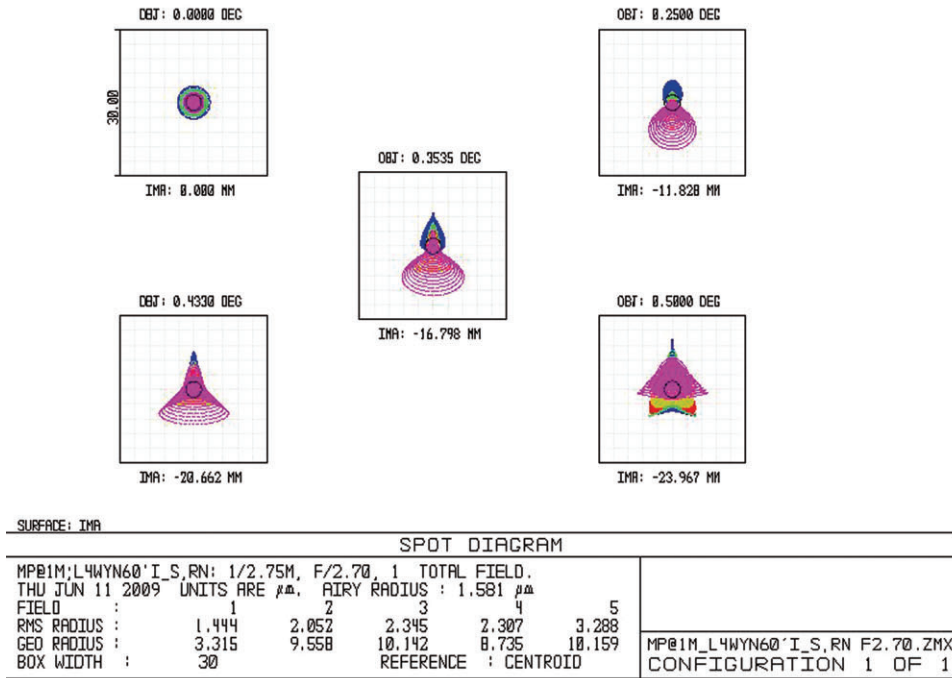 OBJ: 0.0000 DEG
30.00
IMA: 0.000 MM
OBJ: 0.2500 DEG
IMA: -11.828 MM
OBJ: 0.3535 DEG
IMA: -16.798 MM
OBJ: 0.4330 DEG
IMA: -20.662 MM
OBJ: 0.5000 DEG
IMA: -23.967 MM
SURFACE: IMA
SPOT DIAGRAM
MP@1M;L4WYN60'I_S,RN: 1/2.75M, F/2.70, 1 TOTAL FIELD.
THU JUN 11 2009 UNITS ARE µm. AIRY RADIUS : 1.581 µm
FIELD : 1 2 3 4 5
RMS RADIUS : 1.444 2.052 2.345 2.307 3.288
GEO RADIUS : 3.315 9.558 10.142 8.735 10.159
BOX WIDTH : 30 REFERENCE : CENTROID
MP@1M_L4WYN60'I_S,RN F2.70.ZMX
CONFIGURATION 1 OF 1